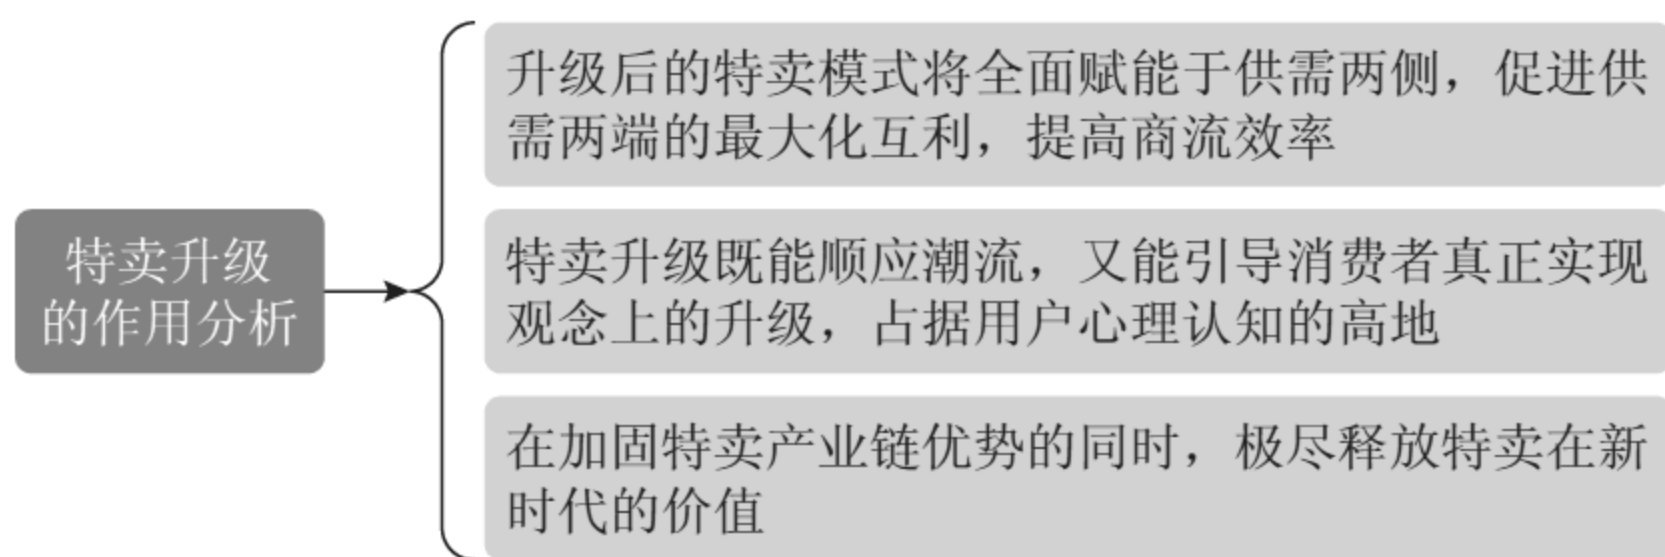 特卖升级
的作用分析
升级后的特卖模式将全面赋能于供需两侧，促进供
需两端的最大化互利，提高商流效率
特卖升级既能顺应潮流，又能引导消费者真正实现
观念上的升级，占据用户心理认知的高地
在加固特卖产业链优势的同时，极尽释放特卖在新
时代的价值